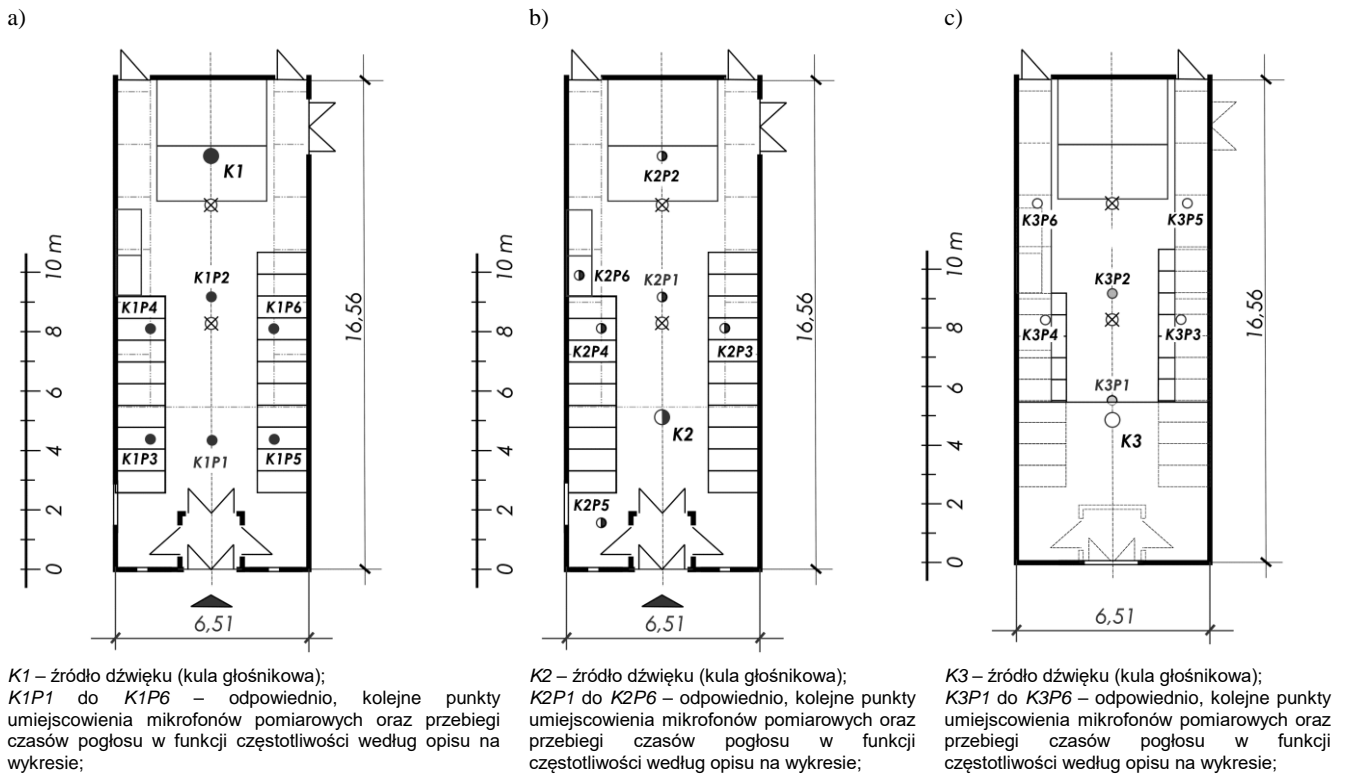 a)
K1
10 m
8
6
4
2
0
K1P2
K1P4
K1P6
K1P3
K1P1
K1P5
16,56
6,51
K1 – źródło dźwięku (kula głośnikowa);
K1P1 do K1P6 – odpowiednio, kolejne punkty
umiejscowienia mikrofonów pomiarowych oraz przebiegi
czasów pogłosu w funkcji częstotliwości według opisu na
wykresie;
b)
K2P2
10 m
8
6
4
2
0
K2P6
K2P1
K2P4
K2P3
K2
K2P5
16,56
6,51
K2 – źródło dźwięku (kula głośnikowa);
K2P1 do K2P6 – odpowiednio, kolejne punkty
umiejscowienia mikrofonów pomiarowych oraz
przebiegi czasów pogłosu w funkcji
częstotliwości według opisu na wykresie;
c)
K3P6
K3P5
10 m
8
6
4
2
0
K3P2
K3P4
K3P3
K3P1
K3
16,56
6,51
K3 – źródło dźwięku (kula głośnikowa);
K3P1 do K3P6 – odpowiednio, kolejne punkty
umiejscowienia mikrofonów pomiarowych oraz
przebiegi czasów pogłosu w funkcji
częstotliwości według opisu na wykresie;